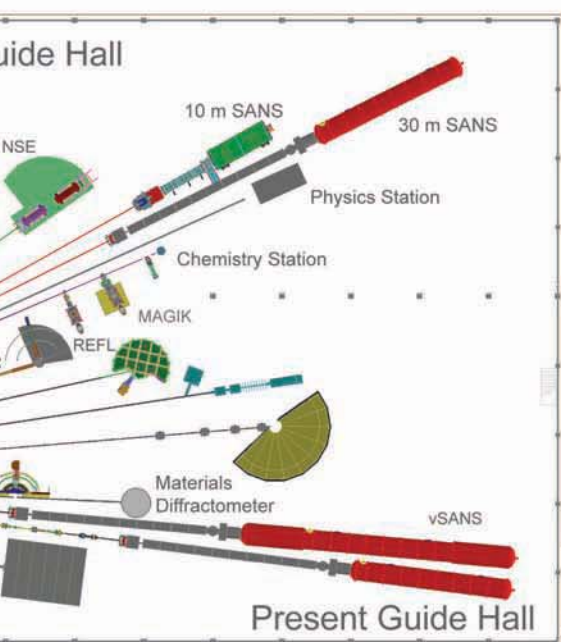 uide Hall
10 m SANS
30 m SANS
NSE
Physics Station
Chemistry Station
MAGIK
REFL
Materials
Diffractometer
vSANS
Present Guide Hall